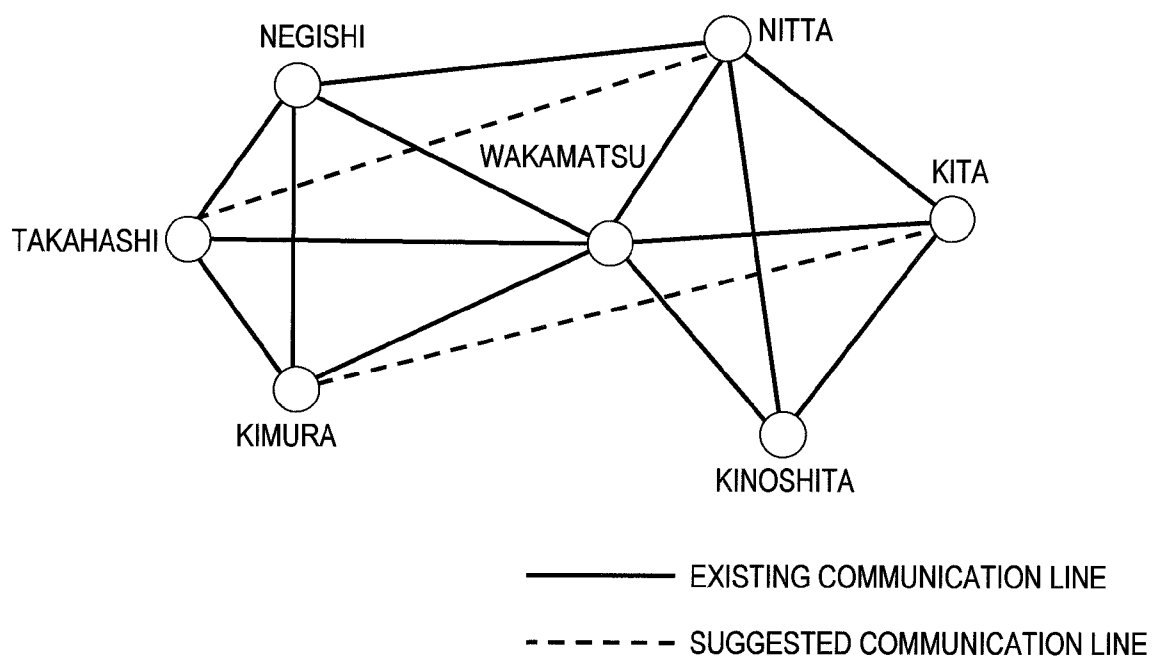 NEGISHI
NITTA
WAKAMATSU
KITA
TAKAHASHI
KIMURA
KINOSHITA
EXISTING COMMUNICATION LINE
SUGGESTED COMMUNICATION LINE